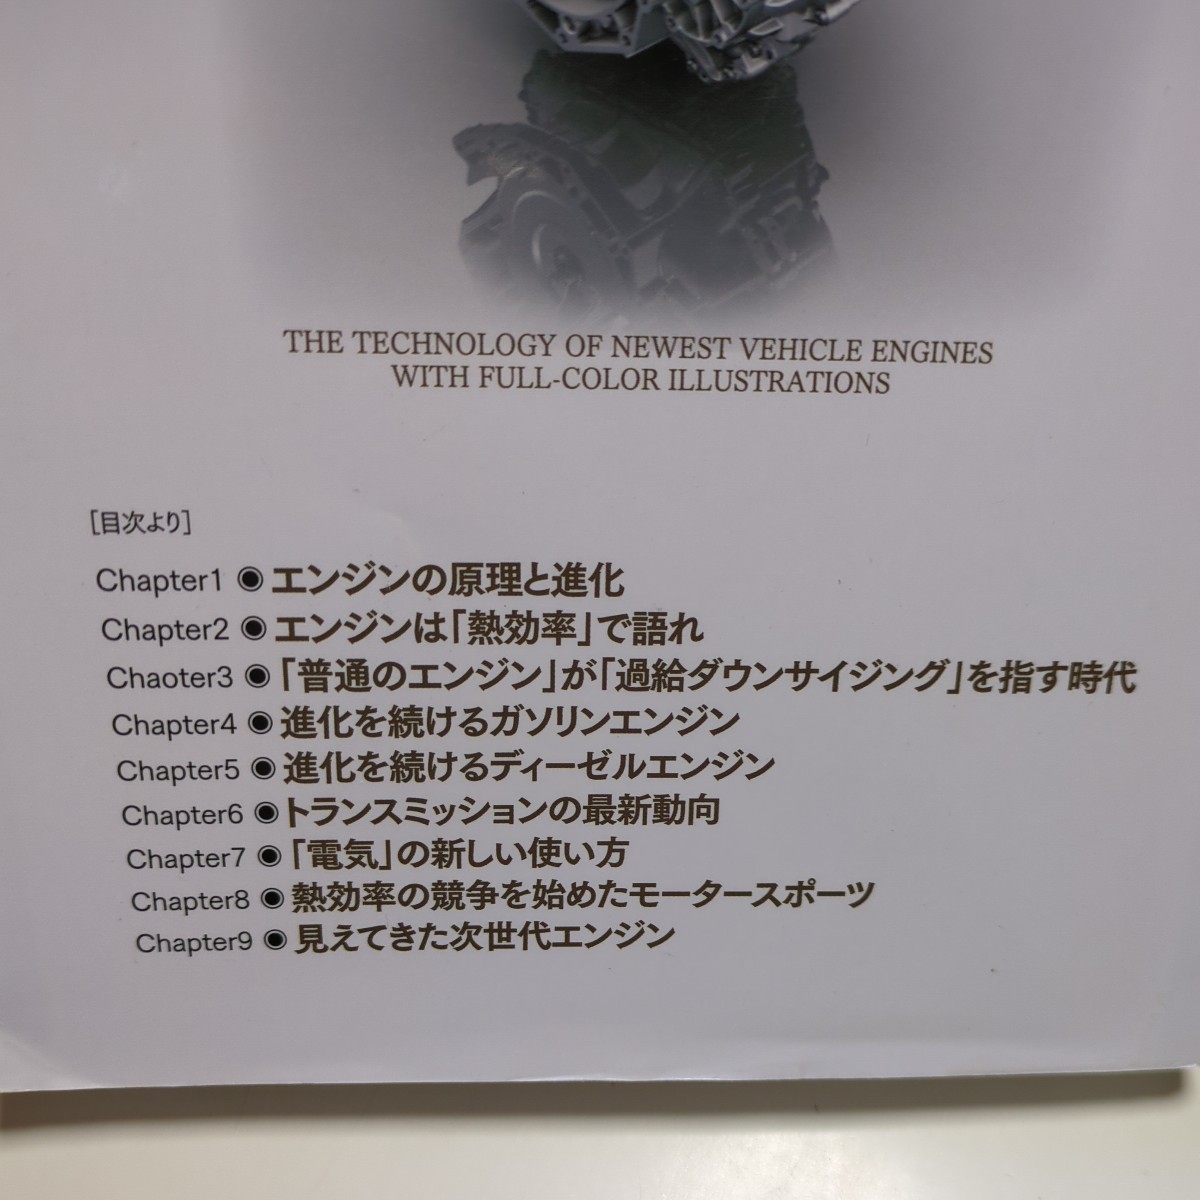 THE TECHNOLOGY OF NEWEST VEHICLE ENGINES
WITH FULL-COLOR ILLUSTRATIONS
[目次より]
Chapter1 ◉ エンジンの原理と進化
Chapter2 ◉ エンジンは「熱効率」で語れ
Chaoter3 ◉ 「普通のエンジン」が「過給ダウンサイジング」を指す時代
Chapter4 ◉ 進化を続けるガソリンエンジン
Chapter5 ◉ 進化を続けるディーゼルエンジン
Chapter6 ◉ トランスミッションの最新動向
Chapter7 ◉ 「電気」の新しい使い方
Chapter8 ◉ 熱効率の競争を始めたモータースポーツ
Chapter9 ◉ 見えてきた次世代エンジン